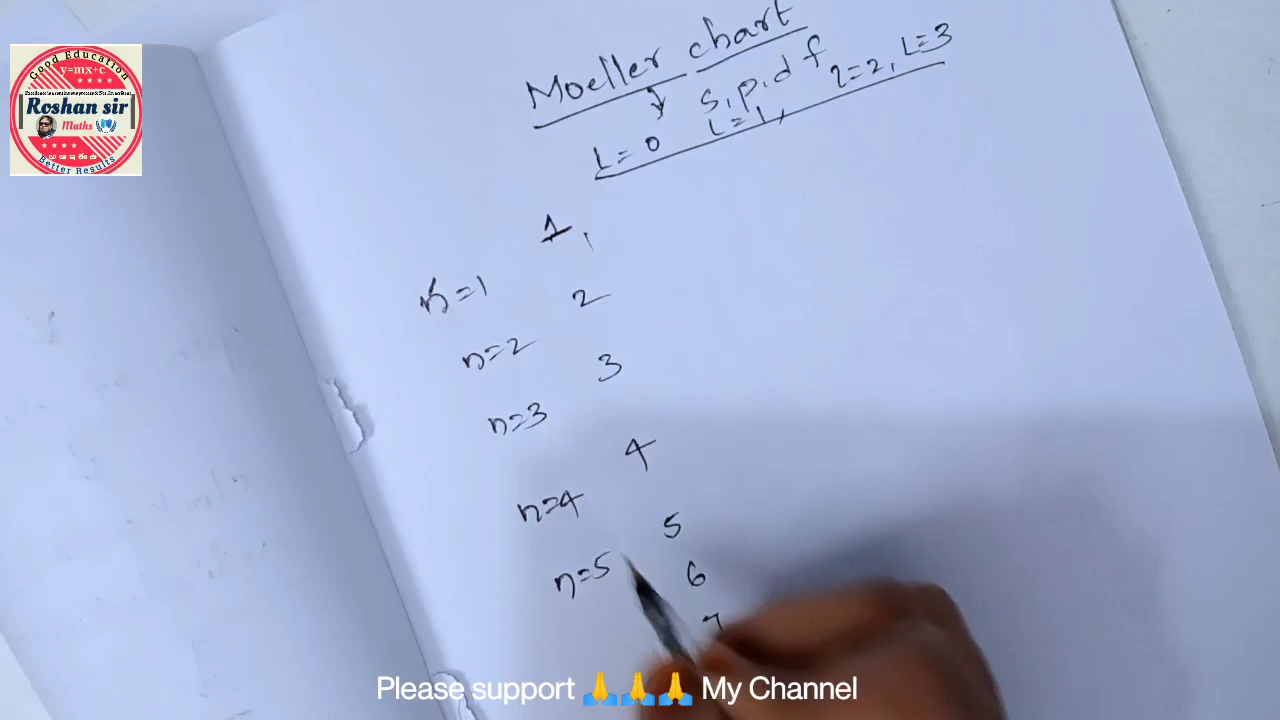 Good Education
y=mx+c
Roshan sir
Maths
Better Results
Moeller chart
s, p, d f
L=0 L=1, l=2, L=3
1,
n=1 2
n=2 3
n=3 4
n=4 5
n=5 6
7
Please support 🙏🙏🙏 My Channel